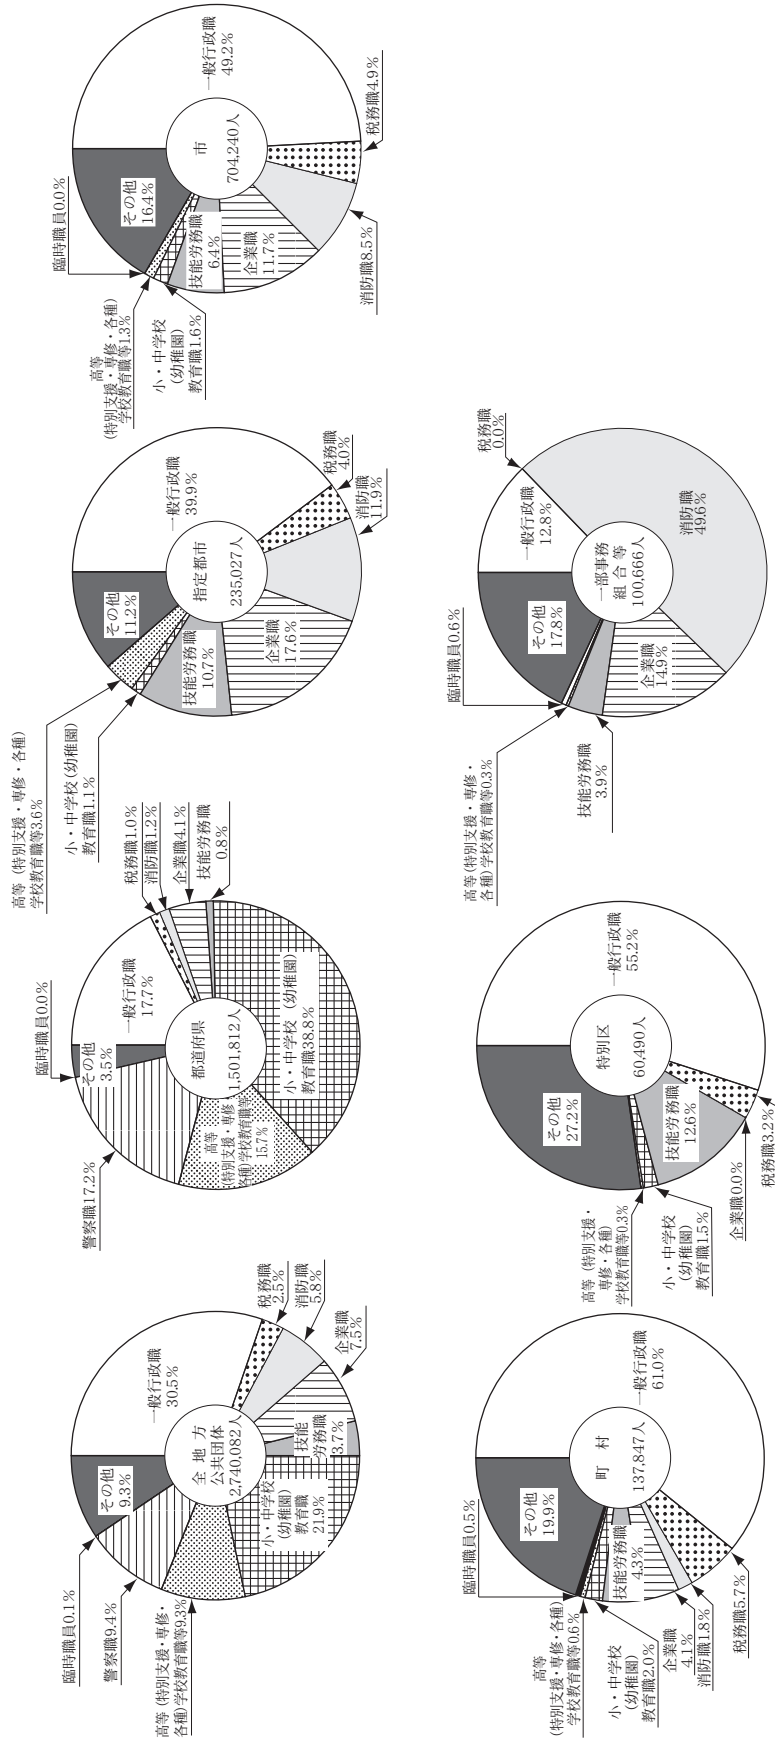 全地方
公共団体
2,740,082人
一般行政職
30.5%
税務職
2.5%
消防職
5.8%
企業職
7.5%
技能
労務職
3.7%
小・中学校
(幼稚園)
教育職
21.9%
高等 (特別支援・専修・
各種)学校教育職等9.3%
警察職9.4%
臨時職員0.1%
その他
9.3%
都道府県
1,501,812人
一般行政職
17.7%
税務職1.0%
消防職1.2%
企業職4.1%
技能労務職
0.8%
小・中学校 (幼稚園)
教育職38.8%
高等
(特別支援・専修
各種)学校教育職等
15.7%
警察職17.2%
臨時職員0.0%
その他
3.5%
指定都市
235,027人
一般行政職
39.9%
税務職
4.0%
消防職
11.9%
企業職
17.6%
技能労務職
10.7%
小・中学校(幼稚園)
教育職1.1%
高等 (特別支援・専修・各種)
学校教育職等3.6%
その他
11.2%
市
704,240人
一般行政職
49.2%
税務職4.9%
消防職8.5%
企業職
11.7%
技能労務職
6.4%
小・中学校
(幼稚園)
教育職1.6%
高等
(特別支援・専修・各種)
学校教育職等1.3%
臨時職員0.0%
その他
16.4%
町村
137,847人
一般行政職
61.0%
税務職5.7%
消防職1.8%
企業職
4.1%
技能労務職
4.3%
小・中学校
(幼稚園)
教育職2.0%
高等
(特別支援・専修・各種)
学校教育職等0.6%
臨時職員0.5%
その他
19.9%
特別区
60,490人
一般行政職
55.2%
税務職3.2%
企業職0.0%
技能労務職
12.6%
小・中学校
(幼稚園)
教育職1.5%
高等 (特別支援・
専修・各種)
学校教育職等0.3%
その他
27.2%
一部事務
組合等
100,666人
一般行政職
12.8%
税務職
0.0%
消防職
49.6%
企業職
14.9%
技能労務職
3.9%
高等(特別支援・専修・
各種)学校教育職等0.3%
臨時職員0.6%
その他
17.8%